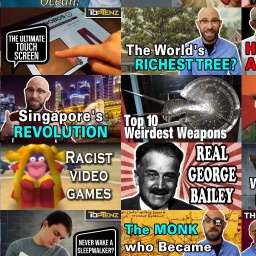 Ocean!
TOPTENZ
THE ULTIMATE
TOUCH
SCREEN
The World's
RICHEST TREE?
H
A
Singapore's
REVOLUTION
Top 10
Weirdest Weapons
RACIST
VIDEO
GAMES
REAL
GEORGE
BAILEY
W
TOPTENZ
NEVER WAKE A
SLEEPWALKER?
The MONK
who Became
TH